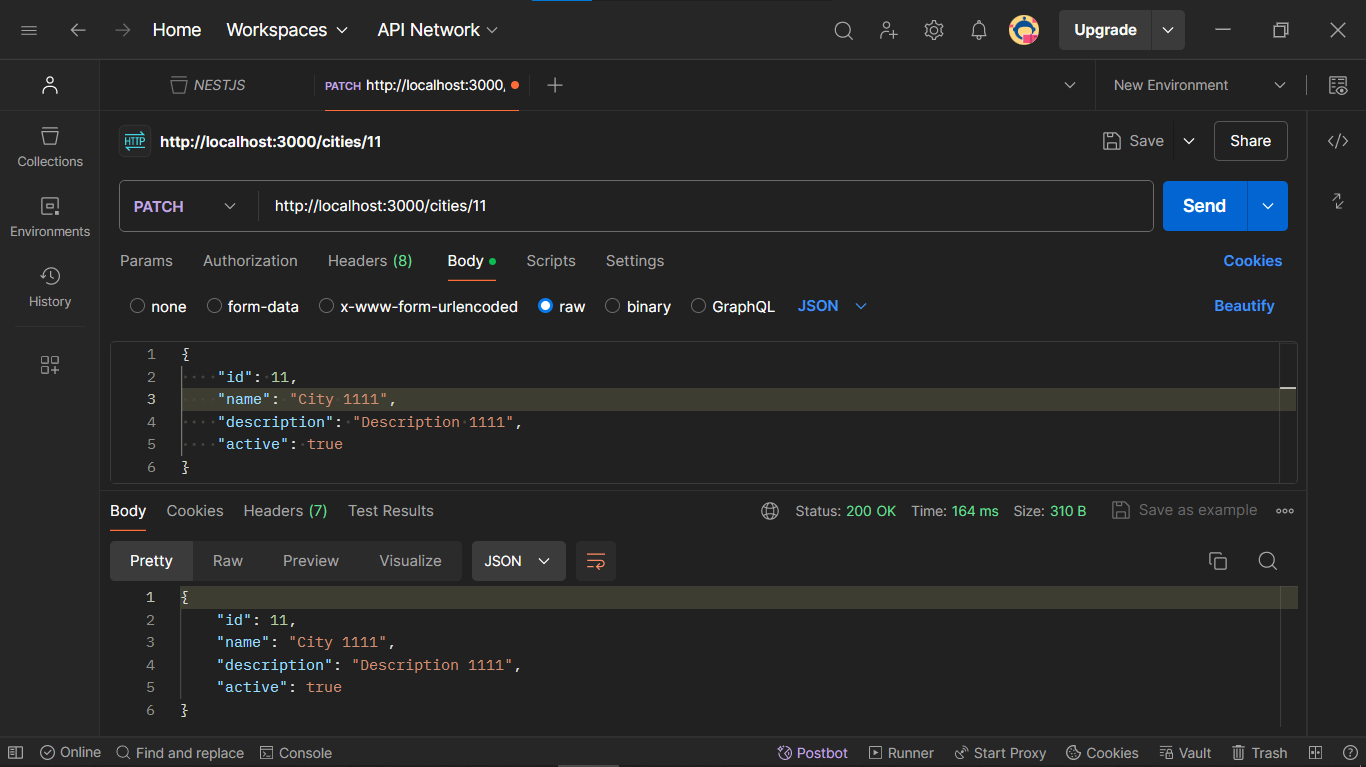 Home Workspaces API Network Upgrade
NESTJS PATCH http://localhost:3000, New Environment
HTTP http://localhost:3000/cities/11 Save Share
Collections
PATCH http://localhost:3000/cities/11 Send
Environments
Params Authorization Headers (8) Body Scripts Settings Cookies
History
none form-data x-www-form-urlencoded raw binary GraphQL JSON Beautify
1 {
2 "id": 11,
3 "name": "City 1111",
4 "description": "Description 1111",
5 "active": true
6 }
Body Cookies Headers (7) Test Results Status: 200 OK Time: 164 ms Size: 310 B Save as example
Pretty Raw Preview Visualize JSON
1 {
2 "id": 11,
3 "name": "City 1111",
4 "description": "Description 1111",
5 "active": true
6 }
Online Find and replace Console Postbot Runner Start Proxy Cookies Vault Trash